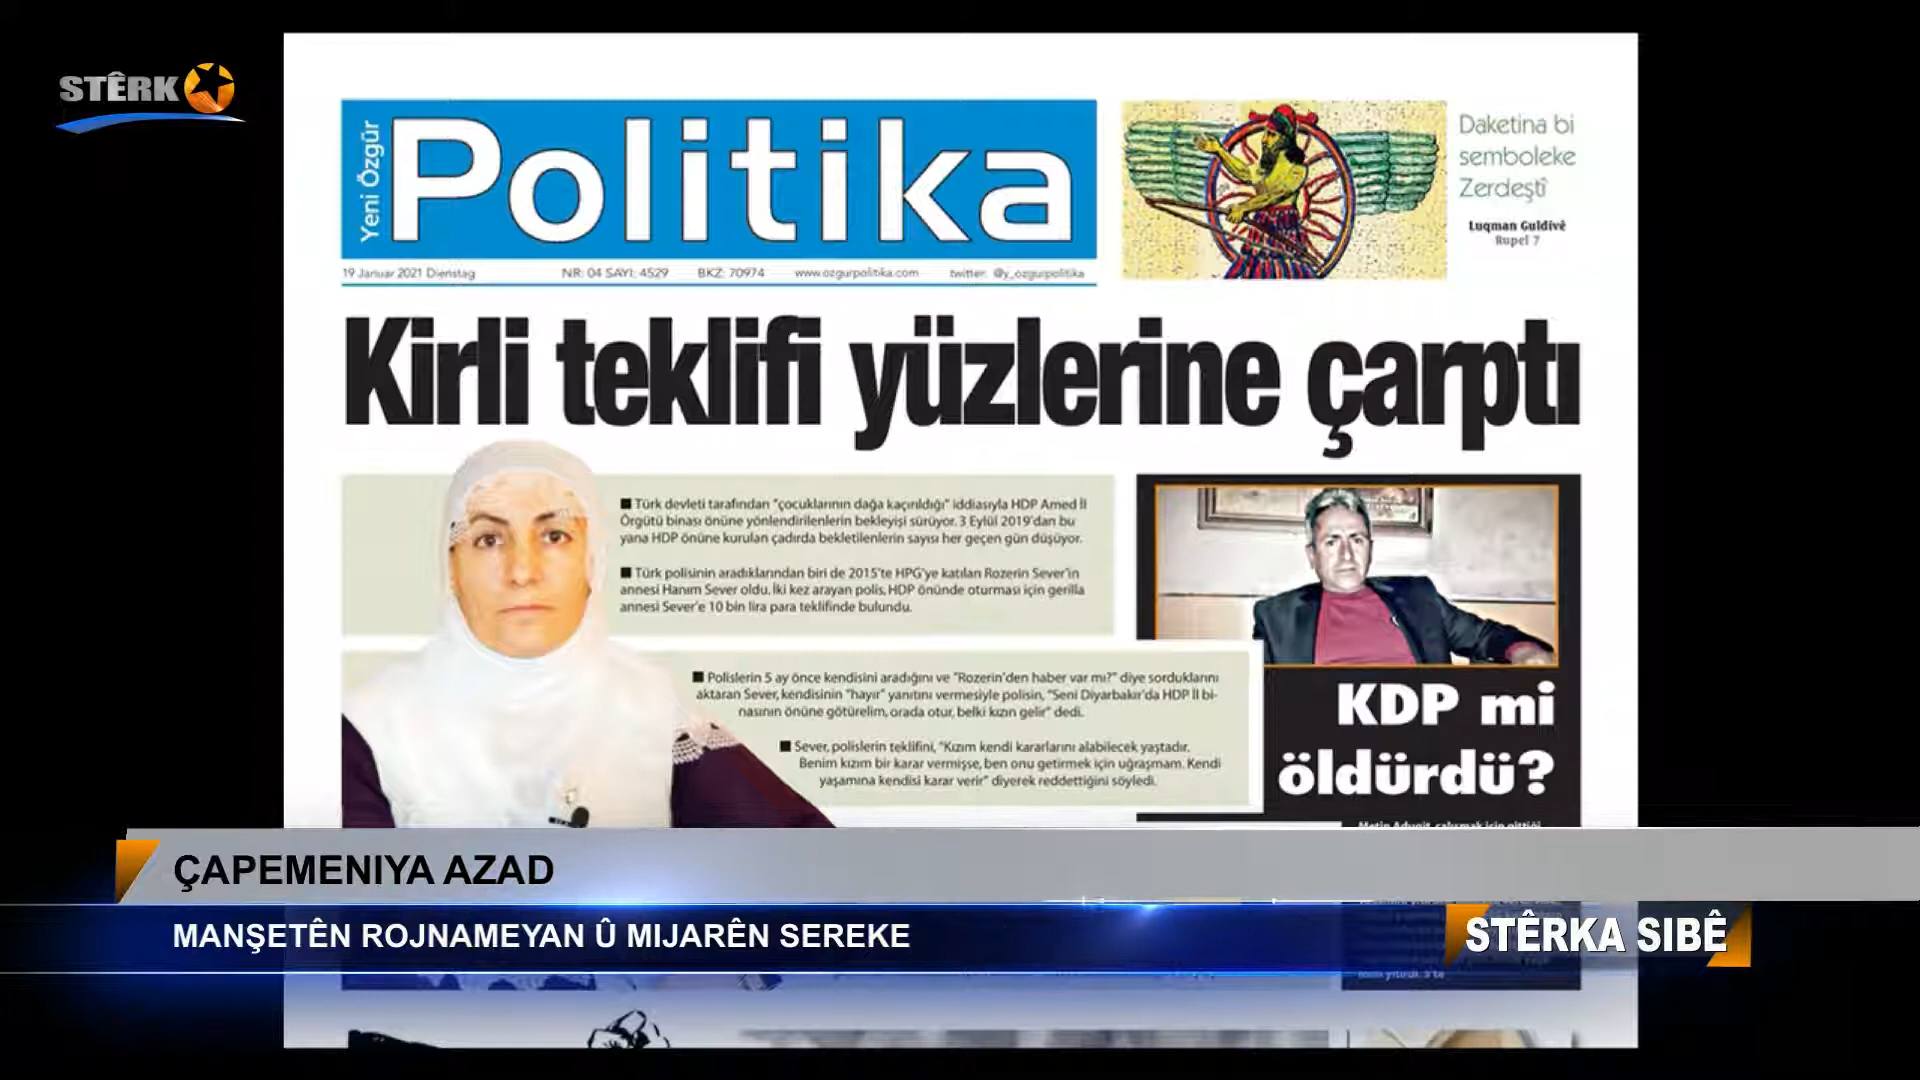 STÊRK
Yeni Özgür
Politika
Daketina bi
semboleke
Zerdeştî
Luqman Guldivê
Rupel 7
19 Januar 2021 Dienstag NR: 04 SAYI: 4529 BKZ: 70974 www.ozgurpolitika.com twitter: @y_ozgurpolitika
Kirli teklifi yüzlerine çarptı
■ Türk devleti tarafından "çocuklarının dağa kaçırıldığı" iddiasıyla HDP Amed İl
Örgütü binası önüne yönlendirilenlerin bekleyişi sürüyor. 3 Eylül 2019'dan bu
yana HDP önüne kurulan çadırda bekletilenlerin sayısı her geçen gün düşüyor.
■ Türk polisinin aradıklarından biri de 2015'te HPG'ye katılan Rozerin Sever'in
annesi Hanım Sever oldu. İki kez arayan polis, HDP önünde oturması için gerilla
annesi Sever'e 10 bin lira para teklifinde bulundu.
■ Polislerin 5 ay önce kendisini aradığını ve "Rozerin'den haber var mı?" diye sorduklarını
aktaran Sever, kendisinin "hayır" yanıtını vermesiyle polisin, "Seni Diyarbakır'da HDP İl bi-
nasının önüne götürelim, orada otur, belki kızın gelir" dedi.
■ Sever, polislerin teklifini, "Kızım kendi kararlarını alabilecek yaştadır.
Benim kızım bir karar vermişse, ben onu getirmek için uğraşmam. Kendi
yaşamına kendisi karar verir" diyerek reddettiğini söyledi.
KDP mi
öldürdü?
Metin Aduğit, çalışmak için gittiği
ÇAPEMENIYA AZAD
MANŞETÊN ROJNAMEYAN Û MIJARÊN SEREKE
STÊRKA SIBÊ